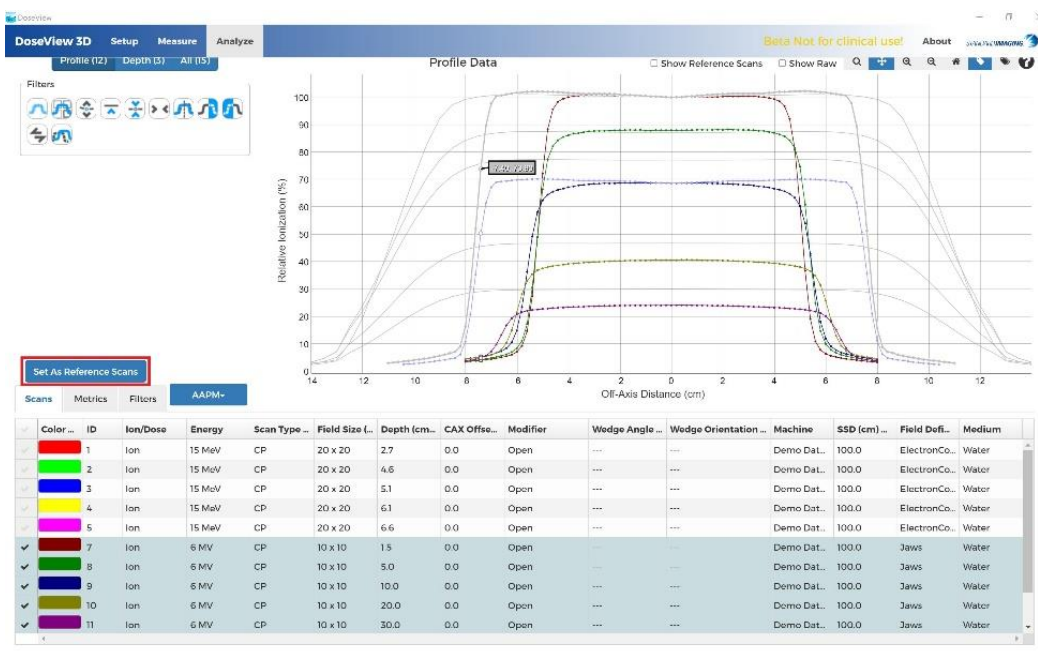 DoseView
DoseView 3D Setup Measure Analyze Beta Not for clinical use! About
Profile (12) Depth (3) All (15) Profile Data Show Reference Scans Show Raw
Filters
100
90
80
70
60
50
40
30
20
10
0
Relative Ionization (%)
14 12 10 8 6 4 2 0 2 4 6 8 10 12
Off-Axis Distance (cm)
Set As Reference Scans
Scans Metrics Filters AAPM
Color ... ID Ion/Dose Energy Scan Type ... Field Size (... Depth (cm... CAX Offse... Modifier Wedge Angle ... Wedge Orientation ... Machine SSD (cm) ... Field Defi... Medium
1 Ion 15 MeV CP 20 x 20 2.7 0.0 Open --- --- Demo Dat... 100.0 ElectronCo... Water
2 Ion 15 MeV CP 20 x 20 4.6 0.0 Open --- --- Demo Dat... 100.0 ElectronCo... Water
3 Ion 15 MeV CP 20 x 20 5.1 0.0 Open --- --- Demo Dat... 100.0 ElectronCo... Water
4 Ion 15 MeV CP 20 x 20 6.1 0.0 Open --- --- Demo Dat... 100.0 ElectronCo... Water
5 Ion 15 MeV CP 20 x 20 6.6 0.0 Open --- --- Demo Dat... 100.0 ElectronCo... Water
7 Ion 6 MV CP 10 x 10 1.5 0.0 Open --- --- Demo Dat... 100.0 Jaws Water
8 Ion 6 MV CP 10 x 10 5.0 0.0 Open --- --- Demo Dat... 100.0 Jaws Water
9 Ion 6 MV CP 10 x 10 10.0 0.0 Open --- --- Demo Dat... 100.0 Jaws Water
10 Ion 6 MV CP 10 x 10 20.0 0.0 Open --- --- Demo Dat... 100.0 Jaws Water
11 Ion 6 MV CP 10 x 10 30.0 0.0 Open --- --- Demo Dat... 100.0 Jaws Water